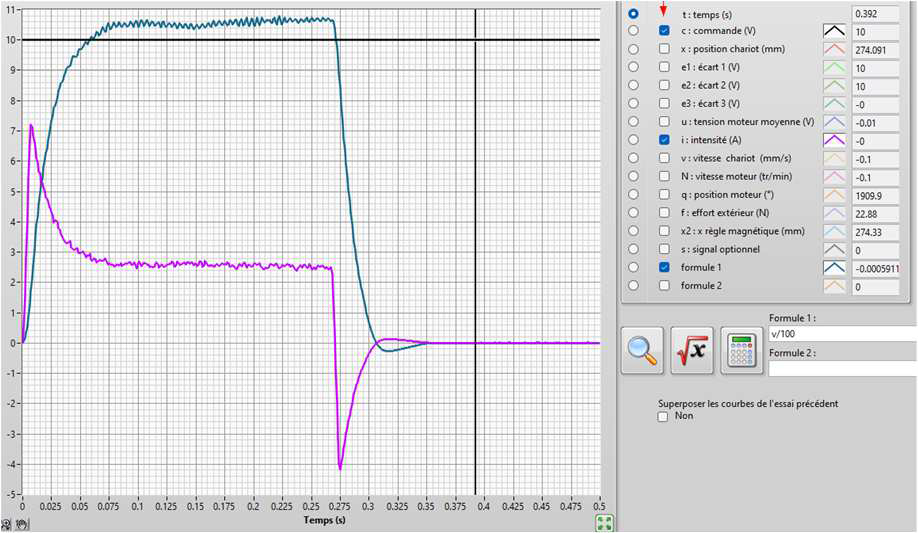 11
10
9
8
7
6
5
4
3
2
1
0
-1
-2
-3
-4
-5
0 0.025 0.05 0.075 0.1 0.125 0.15 0.175 0.2 0.225 0.25 0.275 0.3 0.325 0.35 0.375 0.4 0.425 0.45 0.475 0.5
Temps (s)
t : temps (s) 0.392
c : commande (V) 10
x : position chariot (mm) 274.091
e1 : écart 1 (V) 10
e2 : écart 2 (V) 10
e3 : écart 3 (V) -0
u : tension moteur moyenne (V) -0.01
i : intensité (A) -0
v : vitesse chariot (mm/s) -0.1
N : vitesse moteur (tr/min) -0.1
q : position moteur (°) 1909.9
f : effort extérieur (N) 22.88
x2 : x règle magnétique (mm) 274.33
s : signal optionnel 0
formule 1 -0.0005911
formule 2 0
Formule 1 :
v/100
Formule 2 :
√x
Superposer les courbes de l'essai précédent
Non